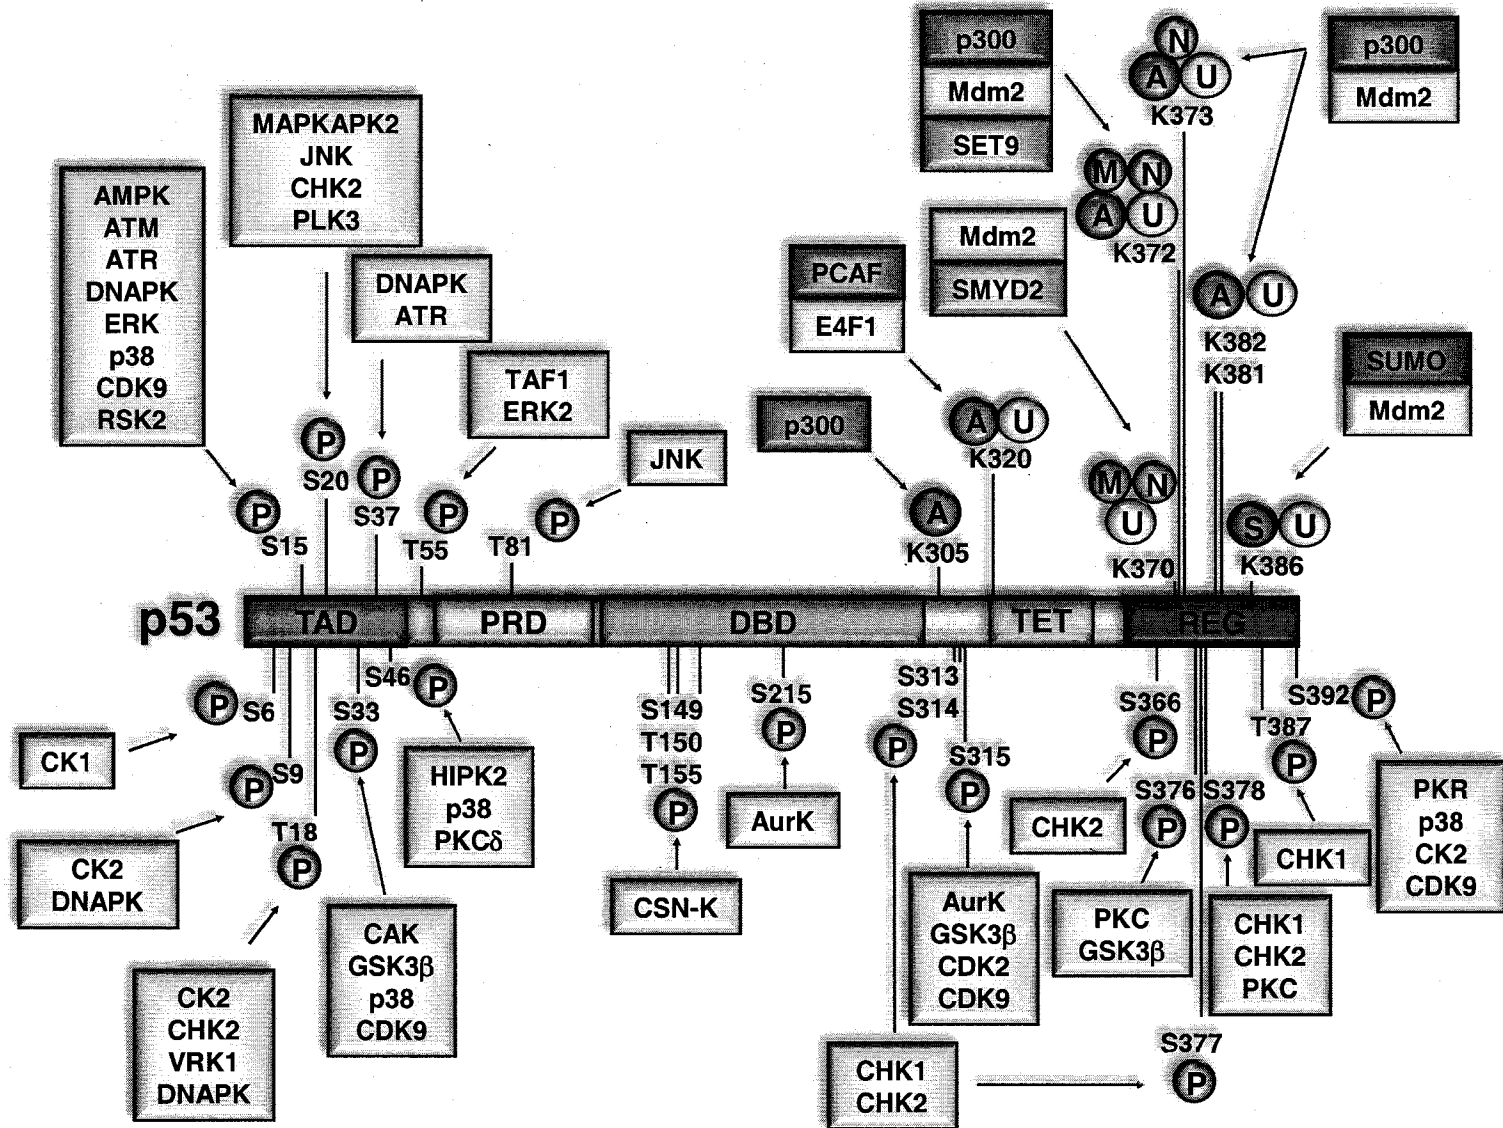 p300
Mdm2
SET9
N
A U
K373
p300
Mdm2
MAPKAPK2
JNK
CHK2
PLK3
AMPK
ATM
ATR
DNAPK
ERK
p38
CDK9
RSK2
DNAPK
ATR
M N
A U
K372
Mdm2
SMYD2
PCAF
E4F1
A U
K382
K381
SUMO
Mdm2
TAF1
ERK2
JNK
p300
A U
K320
P
S20
P
S37
P
S15
P
T55
P
T81
A
K305
M N
U
K370
S U
K386
p53
TAD
PRD
DBD
TET
REG
P
S6
CK1
P
S9
CK2
DNAPK
T18
P
CK2
CHK2
VRK1
DNAPK
S33
P
CAK
GSK3β
p38
CDK9
S46
P
HIPK2
p38
PKCδ
S149
T150
T155
P
CSN-K
S215
P
AurK
S313
S314
P
CHK1
CHK2
S315
P
AurK
GSK3β
CDK2
CDK9
S366
P
CHK2
S376
P
PKC
GSK3β
S377
P
S378
P
CHK1
CHK2
PKC
T387
P
CHK1
S392
P
PKR
p38
CK2
CDK9